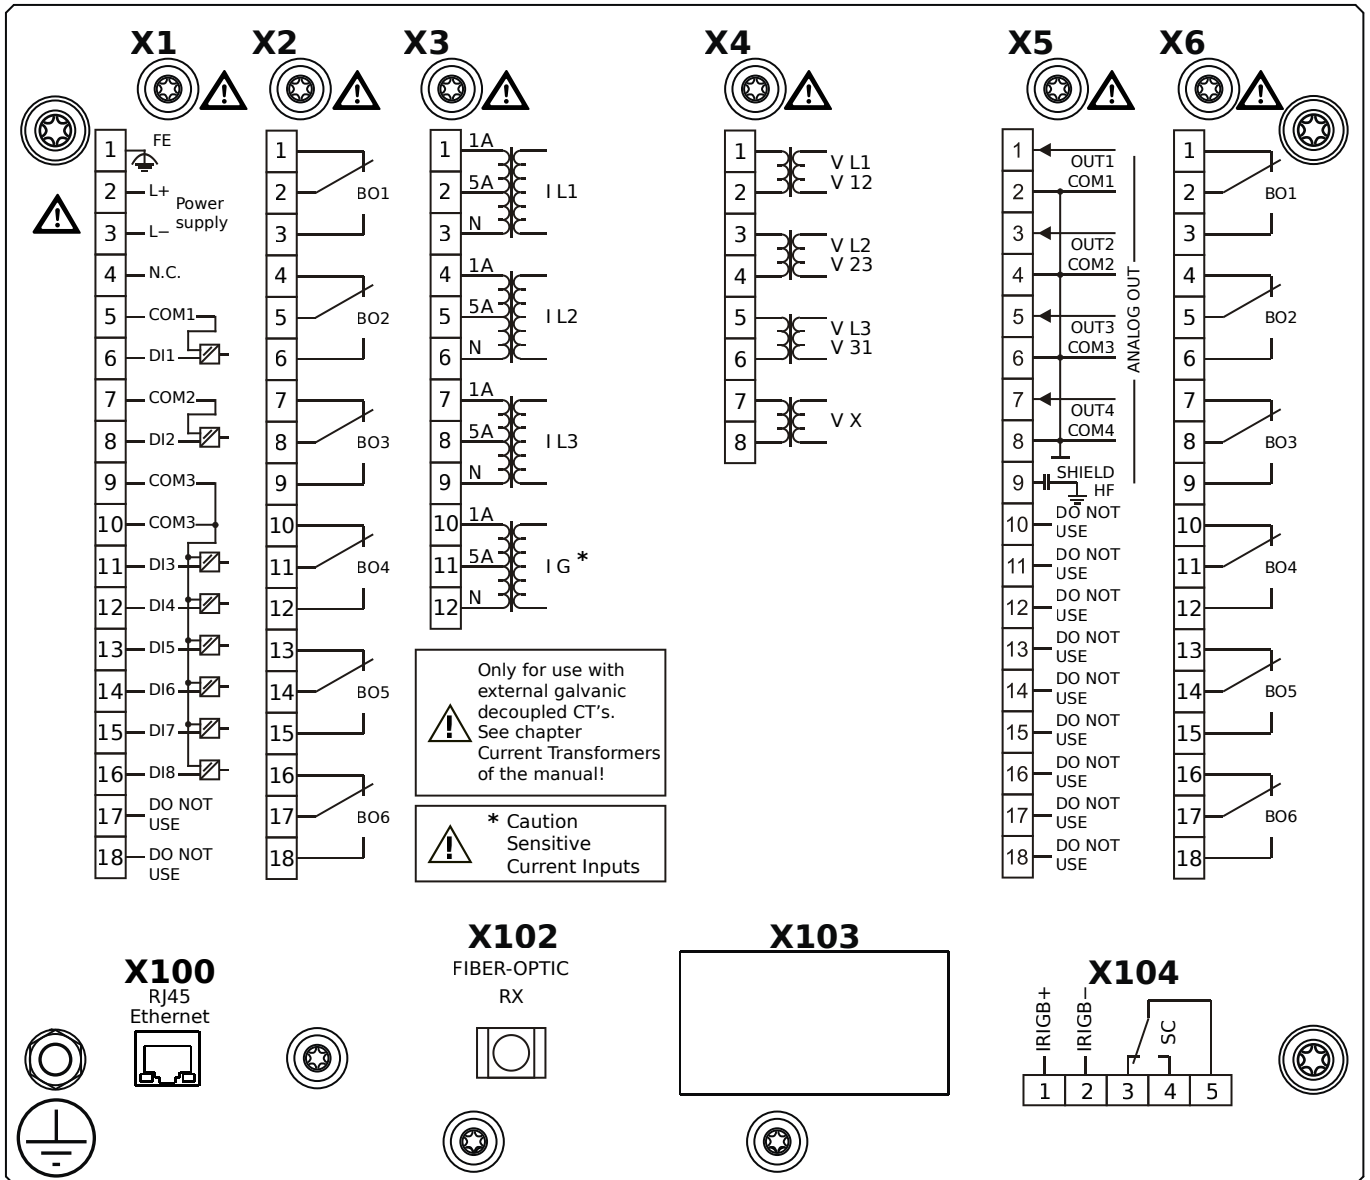 X1 X2 X3 X4 X5 X6
1 FE
2 L+
Power
supply
3 L−
4 N.C.
5 COM1
6 DI1
7 COM2
8 DI2
9 COM3
10 COM3
11 DI3
12 DI4
13 DI5
14 DI6
15 DI7
16 DI8
17 DO NOT
USE
18 DO NOT
USE
1
2 BO1
3
4
5 BO2
6
7
8 BO3
9
10
11 BO4
12
13
14 BO5
15
16
17 BO6
18
1 1A
2 5A I L1
3 N
4 1A
5 5A I L2
6 N
7 1A
8 5A I L3
9 N
10 1A
11 5A I G *
12 N
Only for use with
external galvanic
decoupled CT's.
See chapter
Current Transformers
of the manual!
* Caution
Sensitive
Current Inputs
1 V L1
2 V 12
3 V L2
4 V 23
5 V L3
6 V 31
7 V X
8
1 OUT1
2 COM1
3 OUT2
4 COM2
5 OUT3
6 COM3
7 OUT4
8 COM4
ANALOG OUT
9 SHIELD
HF
10 DO NOT
USE
11 DO NOT
USE
12 DO NOT
USE
13 DO NOT
USE
14 DO NOT
USE
15 DO NOT
USE
16 DO NOT
USE
17 DO NOT
USE
18 DO NOT
USE
1
2 BO1
3
4
5 BO2
6
7
8 BO3
9
10
11 BO4
12
13
14 BO5
15
16
17 BO6
18
X100
RJ45
Ethernet
X102
FIBER-OPTIC
RX
X103
X104
IRIGB+
IRIGB−
SC
1 2 3 4 5